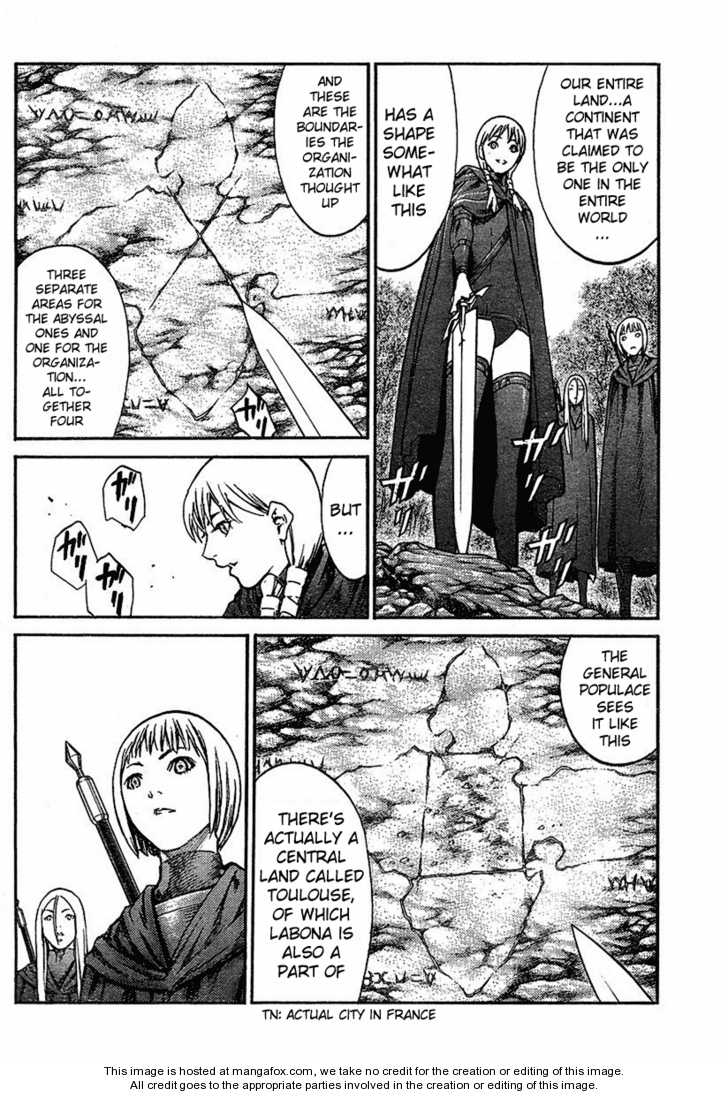 OUR ENTIRE
LAND...A
CONTINENT
THAT WAS
CLAIMED TO
BE THE ONLY
ONE IN THE
ENTIRE
WORLD
...
HAS A
SHAPE
SOME-
WHAT
LIKE
THIS
AND
THESE
ARE THE
BOUNDAR-
IES THE
ORGANI-
ZATION
THOUGHT
UP
THREE
SEPARATE
AREAS FOR
THE ABYSSAL
ONES AND
ONE FOR THE
ORGANIZA-
TION...
ALL TO-
GETHER
FOUR
BUT
...
THE
GENERAL
POPULACE
SEES
IT LIKE
THIS
THERE'S
ACTUALLY A
CENTRAL
LAND CALLED
TOULOUSE,
OF WHICH
LABONA IS
ALSO A
PART OF
TN: ACTUAL CITY IN FRANCE
This image is hosted at mangafox.com, we take no credit for the creation or editing of this image.
All credit goes to the appropriate parties involved in the creation or editing of this image.